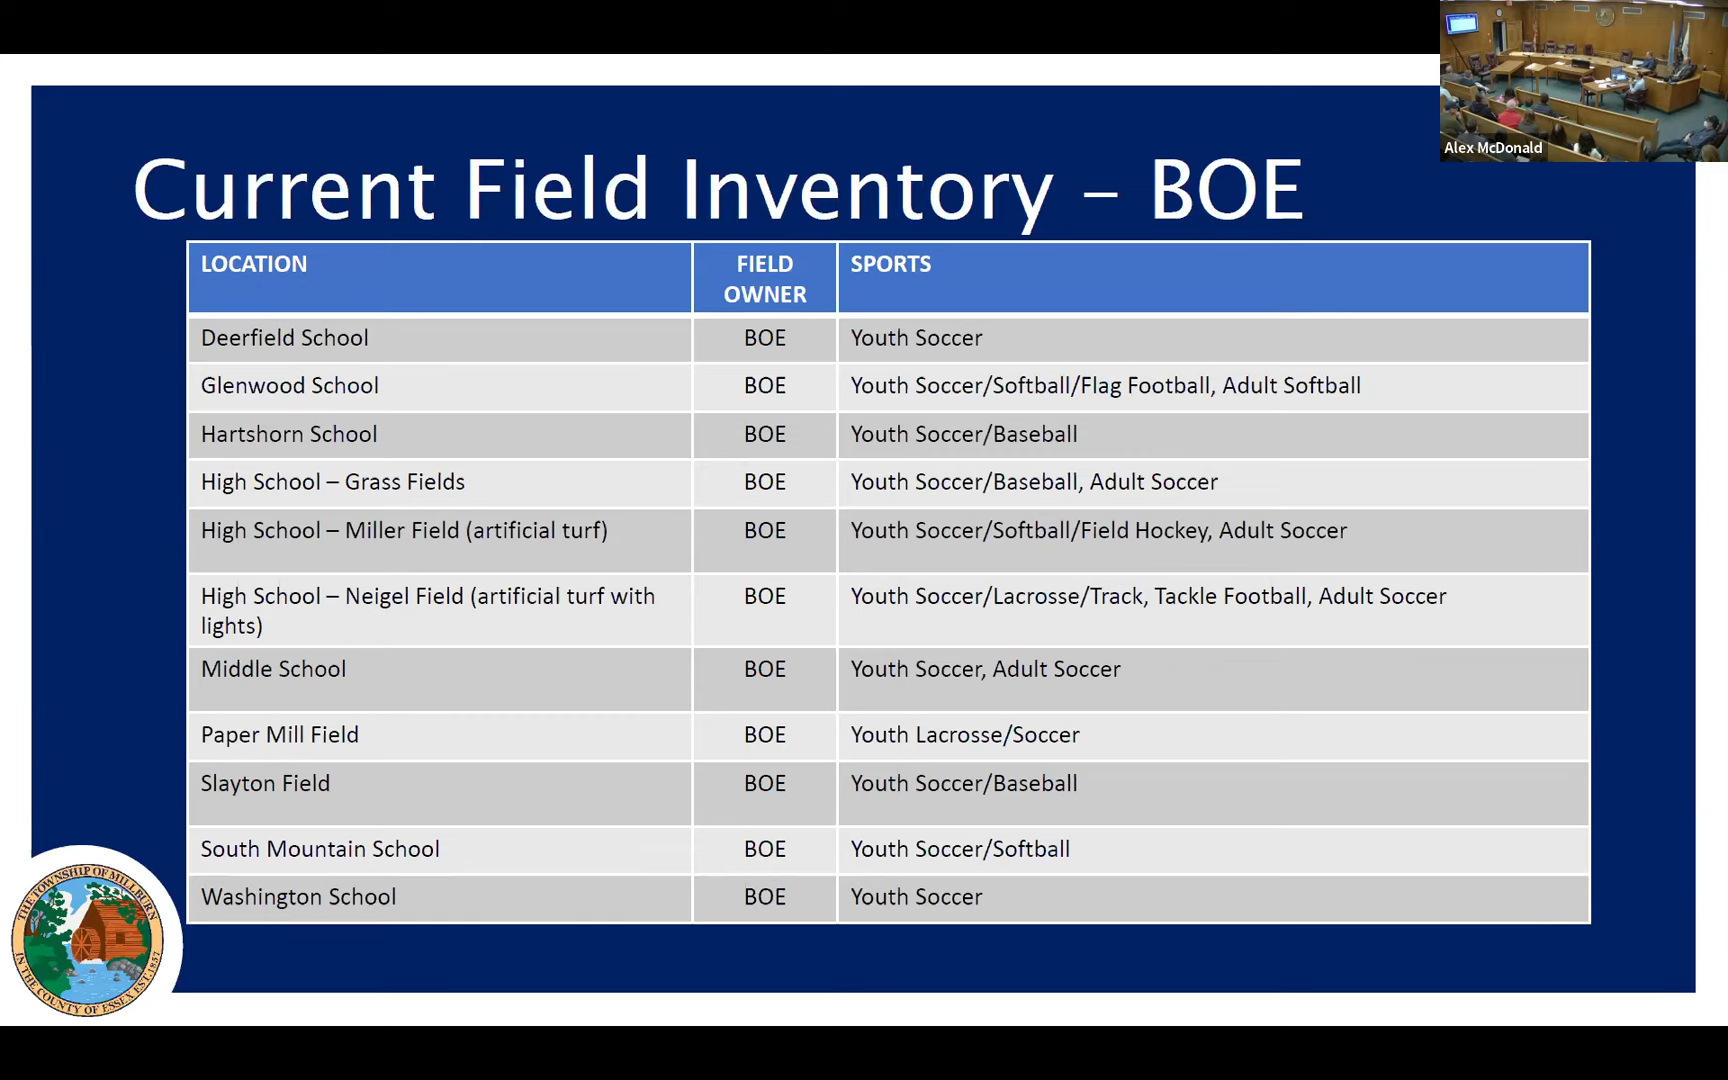 Alex McDonald
Current Field Inventory – BOE
LOCATION FIELD OWNER SPORTS
Deerfield School BOE Youth Soccer
Glenwood School BOE Youth Soccer/Softball/Flag Football, Adult Softball
Hartshorn School BOE Youth Soccer/Baseball
High School – Grass Fields BOE Youth Soccer/Baseball, Adult Soccer
High School – Miller Field (artificial turf) BOE Youth Soccer/Softball/Field Hockey, Adult Soccer
High School – Neigel Field (artificial turf with lights) BOE Youth Soccer/Lacrosse/Track, Tackle Football, Adult Soccer
Middle School BOE Youth Soccer, Adult Soccer
Paper Mill Field BOE Youth Lacrosse/Soccer
Slayton Field BOE Youth Soccer/Baseball
South Mountain School BOE Youth Soccer/Softball
Washington School BOE Youth Soccer
THE TOWNSHIP OF MILLBURN
IN THE COUNTY OF ESSEX EST. 1857